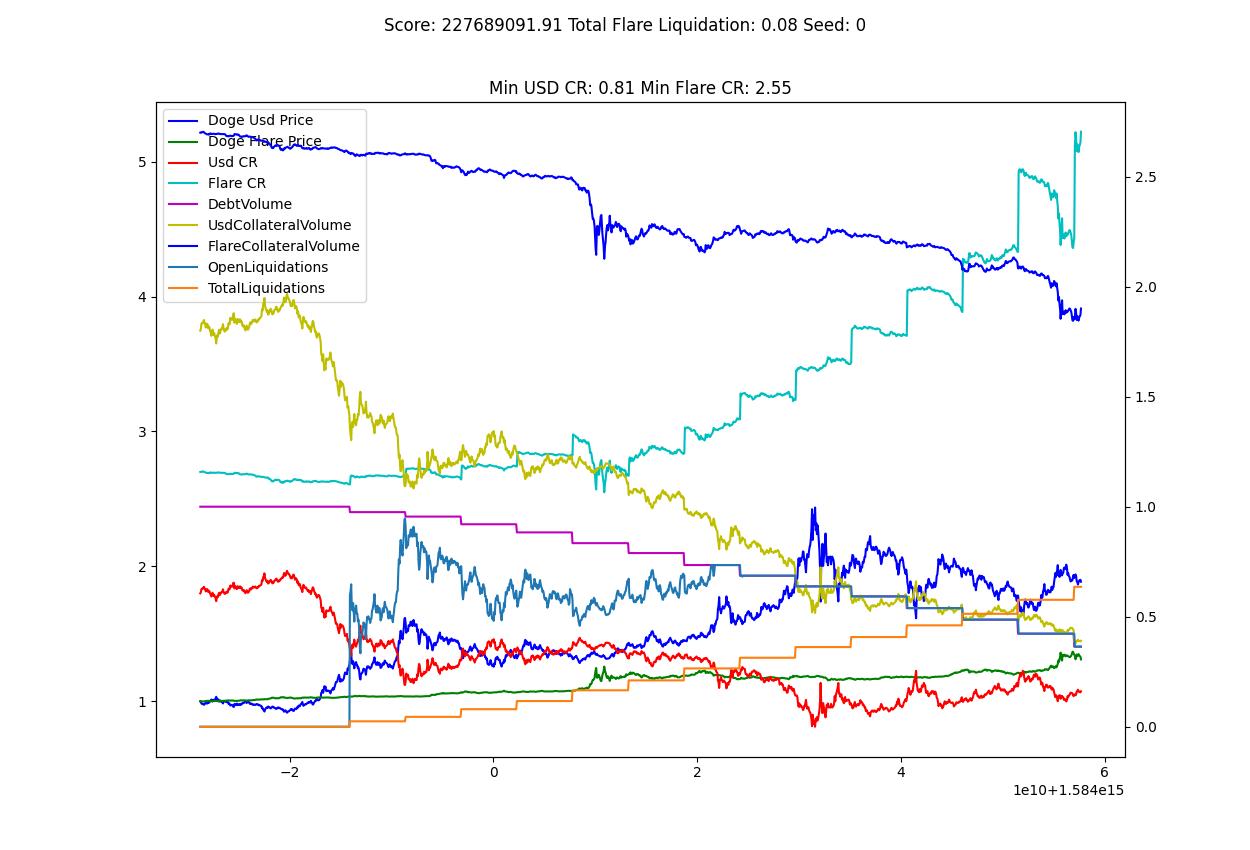 Score: 227689091.91 Total Flare Liquidation: 0.08 Seed: 0
Min USD CR: 0.81 Min Flare CR: 2.55
Doge Usd Price
Doge Flare Price
Usd CR
Flare CR
DebtVolume
UsdCollateralVolume
FlareCollateralVolume
OpenLiquidations
TotalLiquidations
5
4
3
2
1
2.5
2.0
1.5
1.0
0.5
0.0
−2 0 2 4 6
1e10+1.584e15